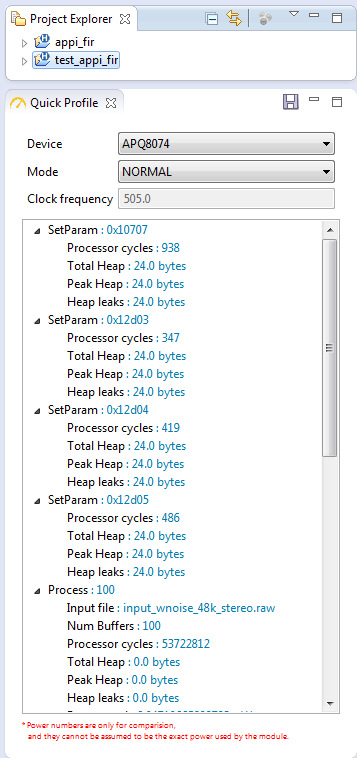 Project Explorer
appi_fir
test_appi_fir
Quick Profile
Device APQ8074
Mode NORMAL
Clock frequency 505.0
SetParam : 0x10707
Processor cycles : 938
Total Heap : 24.0 bytes
Peak Heap : 24.0 bytes
Heap leaks : 24.0 bytes
SetParam : 0x12d03
Processor cycles : 347
Total Heap : 24.0 bytes
Peak Heap : 24.0 bytes
Heap leaks : 24.0 bytes
SetParam : 0x12d04
Processor cycles : 419
Total Heap : 24.0 bytes
Peak Heap : 24.0 bytes
Heap leaks : 24.0 bytes
SetParam : 0x12d05
Processor cycles : 486
Total Heap : 24.0 bytes
Peak Heap : 24.0 bytes
Heap leaks : 24.0 bytes
Process : 100
Input file : input_wnoise_48k_stereo.raw
Num Buffers : 100
Processor cycles : 53722812
Total Heap : 0.0 bytes
Peak Heap : 0.0 bytes
Heap leaks : 0.0 bytes
* Power numbers are only for comparision,
and they cannot be assumed to be the exact power used by the module.